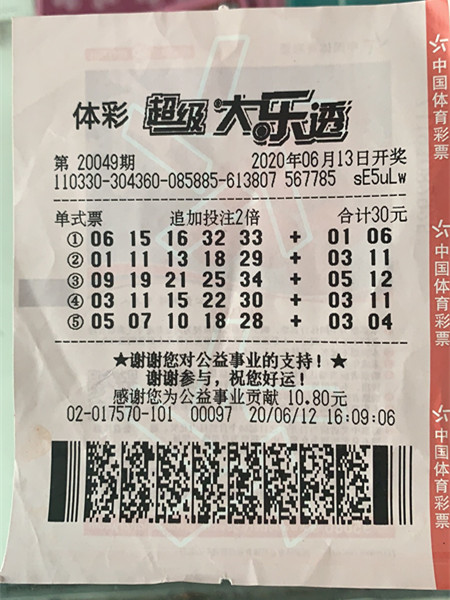 体彩 超级大乐透
第 20049期 2020年06月13日开奖
110330-304360-085885-613807 567785 sE5uLw
单式票 追加投注2倍 合计30元
① 06 15 16 32 33 + 01 06
② 01 11 13 18 29 + 03 11
③ 09 19 21 25 34 + 05 12
④ 03 11 15 22 30 + 03 11
⑤ 05 07 10 18 28 + 03 04
★谢谢您对公益事业的支持！★
谢谢参与，祝您好运！
感谢您为公益事业贡献 10.80元
02-017570-101 00097 20/06/12 16:09:06
中国体育彩票
中国体育彩票
中国体育彩票